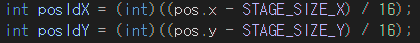 int posIdX = (int)((pos.x - STAGE_SIZE_X) / 16);
int posIdY = (int)((pos.y - STAGE_SIZE_Y) / 16);